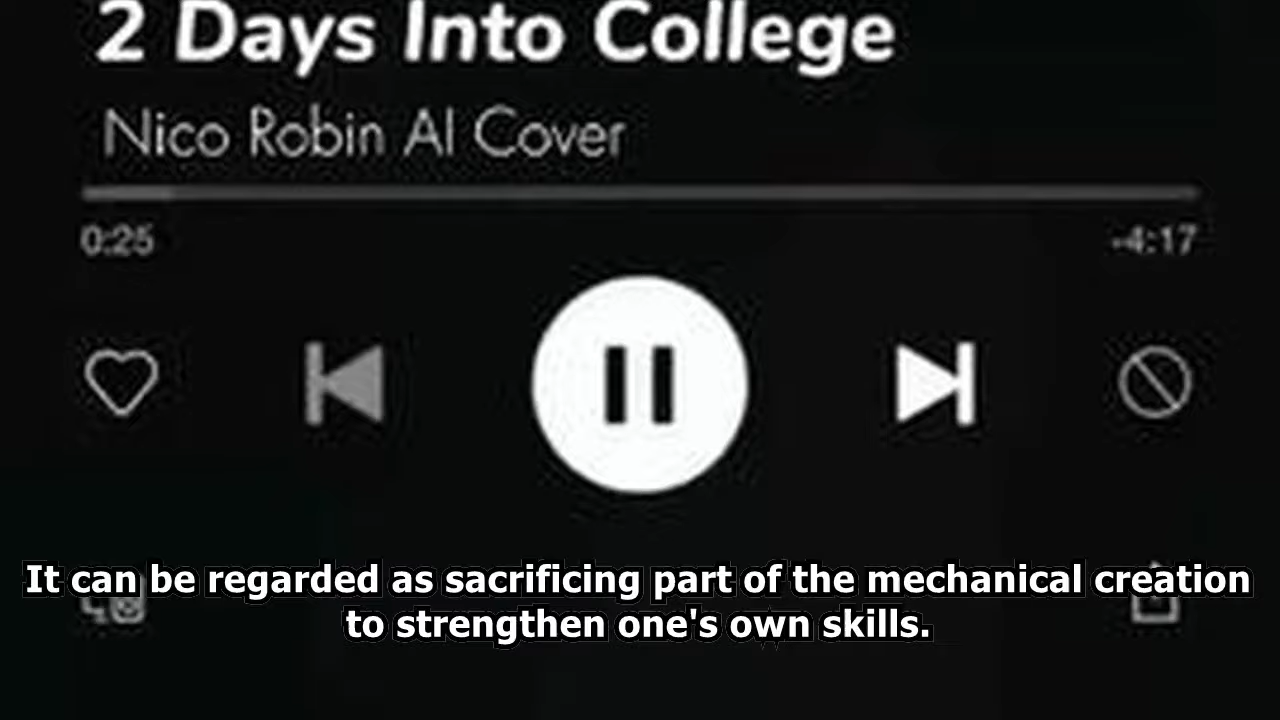 2 Days Into College
Nico Robin AI Cover
0:25
-4:17
It can be regarded as sacrificing part of the mechanical creation
to strengthen one's own skills.